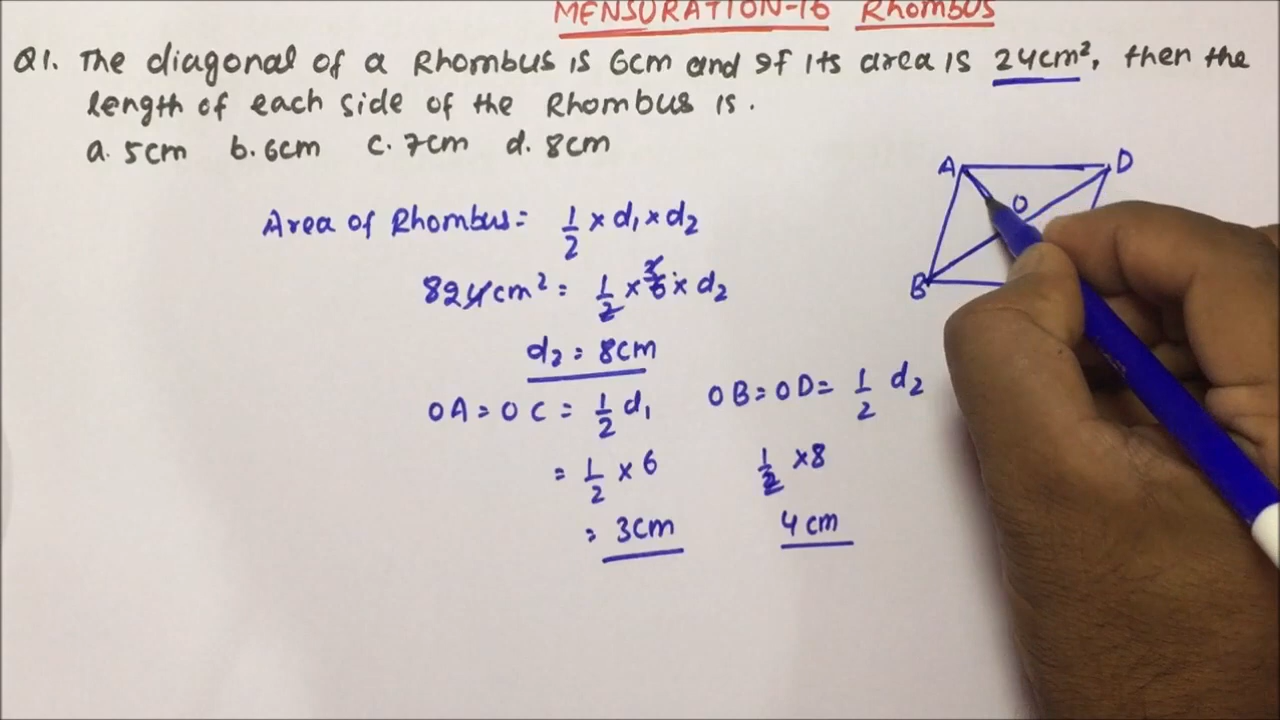 MENSURATION-16 Rhombus
Q1. The diagonal of a Rhombus is 6cm and If its area is 24cm², then the
length of each side of the Rhombus is.
a. 5cm b. 6cm c. 7cm d. 8cm
A D
O
B
Area of Rhombus= 1/2 × d₁ × d₂
824cm² = 1/2 × 6 × d₂
d₂ = 8cm
OA = OC = 1/2 d₁ OB = OD = 1/2 d₂
= 1/2 × 6 1/2 × 8
= 3cm 4cm